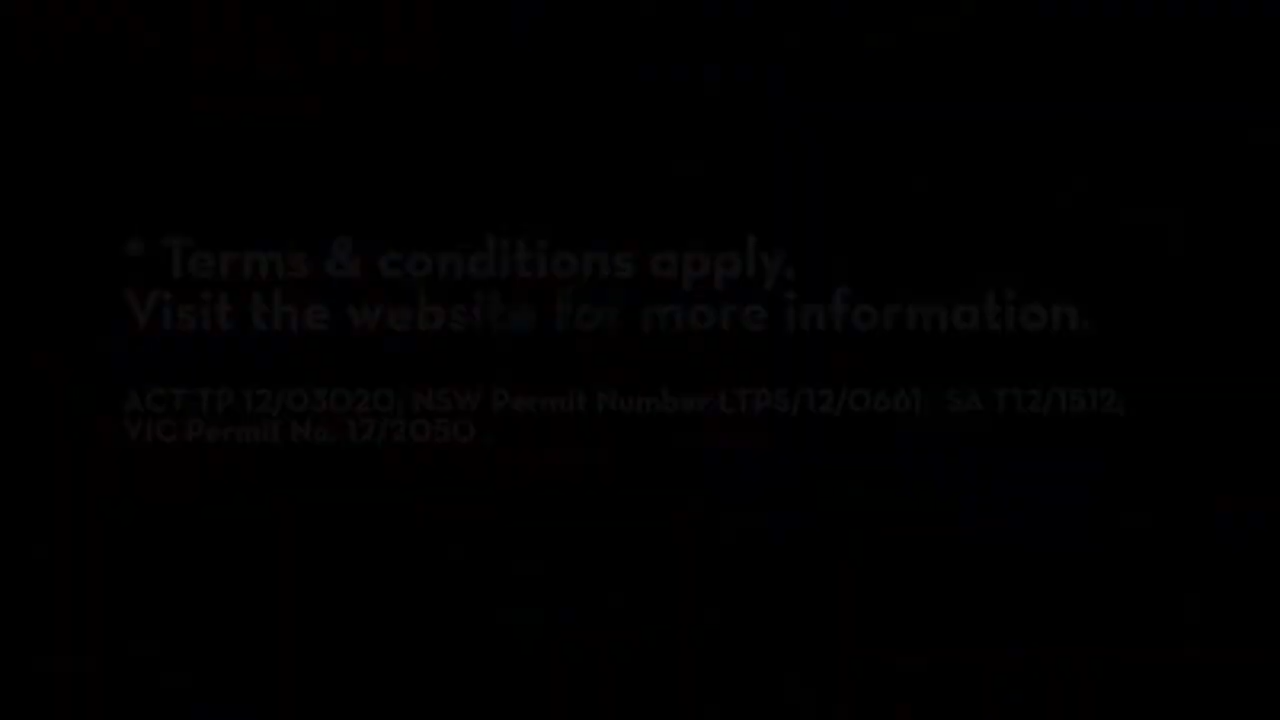 * Terms & conditions apply.
Visit the website for more information.
ACT TP 12/03020; NSW Permit Number LTPS/12/0661; SA T12/1512;
VIC Permit No. 17/2050